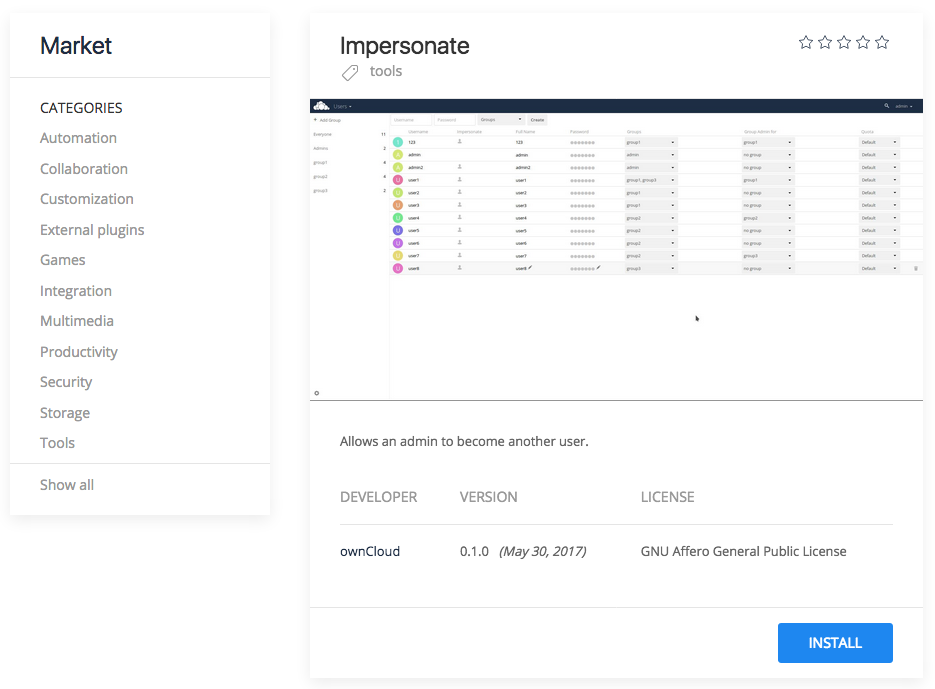 Market
CATEGORIES
Automation
Collaboration
Customization
External plugins
Games
Integration
Multimedia
Productivity
Security
Storage
Tools
Show all
Impersonate
tools
Users admin
+ Add Group Username Password Groups Create
Everyone 11
Admins 2
group1 4
group2 4
group3 2
Username Impersonate Full Name Password Groups Group Admin for Quota
1 123 123 group1 group1 Default
A admin admin admin no group Default
A admin2 admin2 admin no group Default
U user1 user1 group1, group3 group1 Default
U user2 user2 group1 no group Default
U user3 user3 group1 no group Default
U user4 user4 group2 group2 Default
U user5 user5 group2 no group Default
U user6 user6 group2 no group Default
U user7 user7 group2 group3 Default
U user8 user8 group3 no group Default
Allows an admin to become another user.
DEVELOPER VERSION LICENSE
ownCloud 0.1.0 (May 30, 2017) GNU Affero General Public License
INSTALL